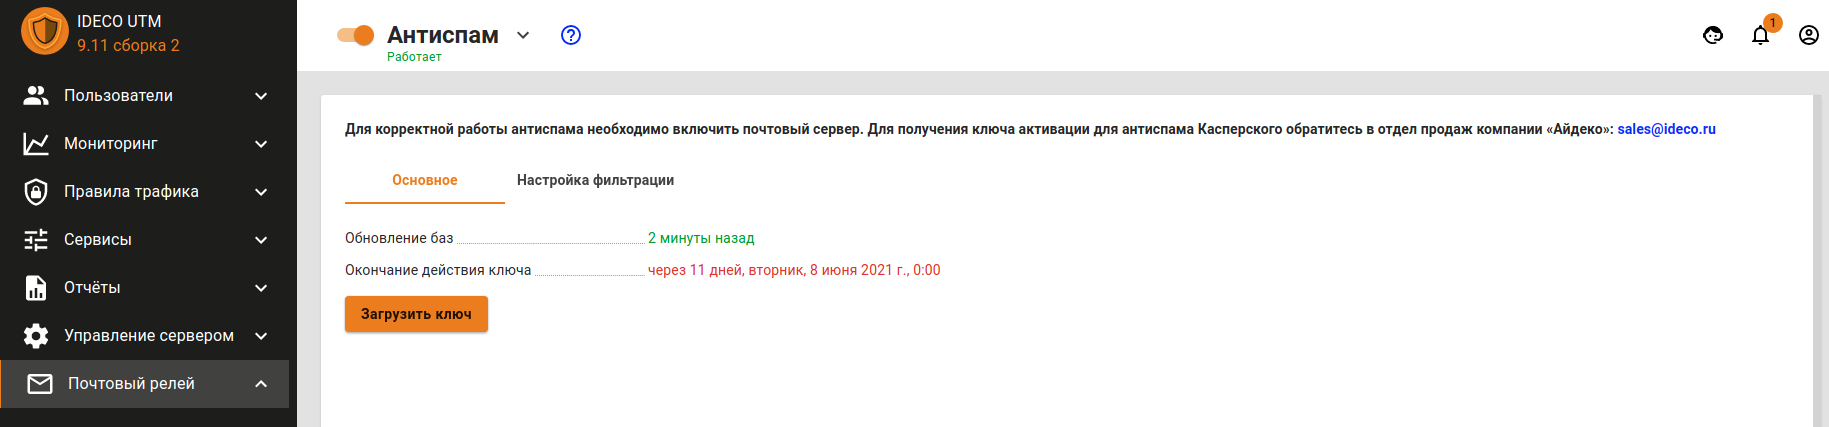 IDECO UTM
9.11 сборка 2
Пользователи
Мониторинг
Правила трафика
Сервисы
Отчёты
Управление сервером
Почтовый релей
Антиспам
Работает
1
Для корректной работы антиспама необходимо включить почтовый сервер. Для получения ключа активации для антиспама Касперского обратитесь в отдел продаж компании «Айдеко»: sales@ideco.ru
Основное Настройка фильтрации
Обновление баз 2 минуты назад
Окончание действия ключа через 11 дней, вторник, 8 июня 2021 г., 0:00
Загрузить ключ